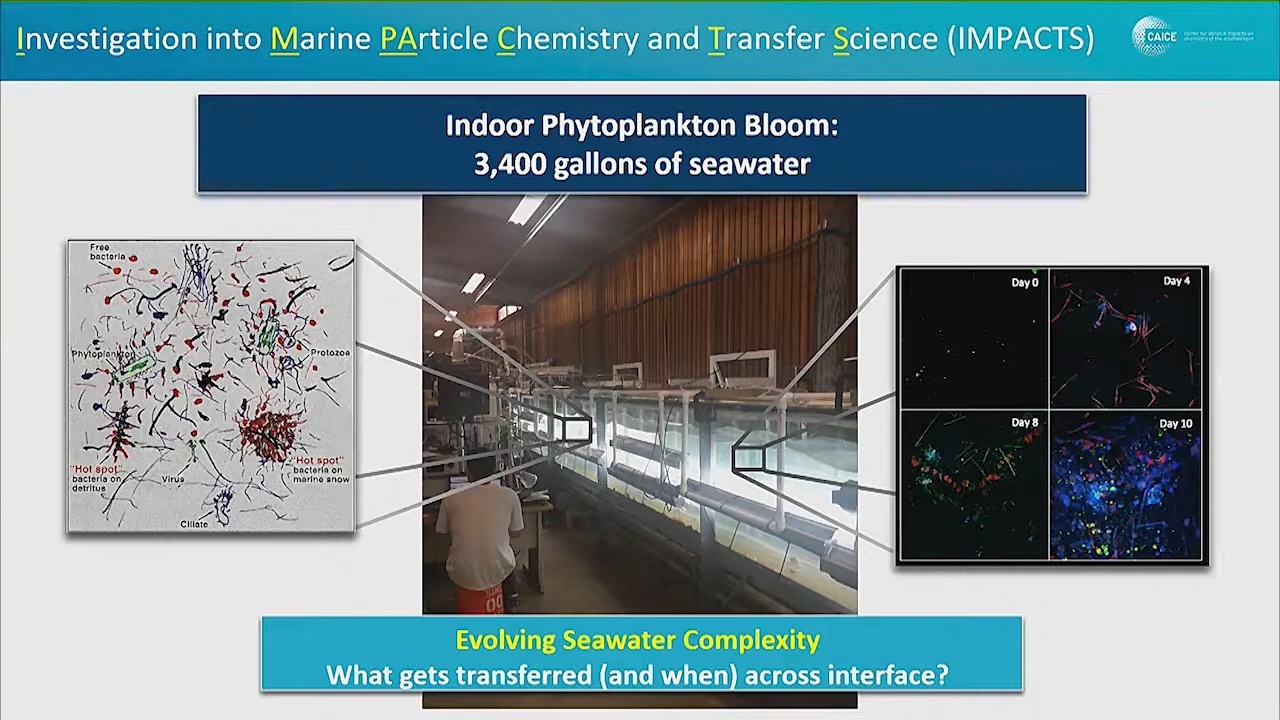 Investigation into Marine PArticle Chemistry and Transfer Science (IMPACTS)
CAICE
Indoor Phytoplankton Bloom:
3,400 gallons of seawater
Free
bacteria
Phytoplankton
Protozoa
"Hot spot"
bacteria on
detritus
Virus
"Hot spot"
bacteria on
marine snow
Ciliate
Day 0
Day 4
Day 8
Day 10
Evolving Seawater Complexity
What gets transferred (and when) across interface?